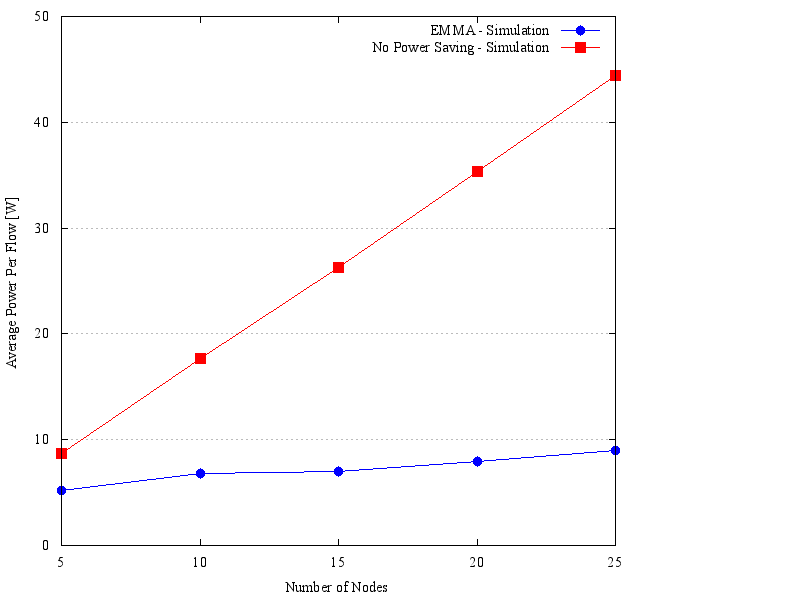 50
EMMA - Simulation
No Power Saving - Simulation
40
30
20
10
0
Average Power Per Flow [W]
5 10 15 20 25
Number of Nodes